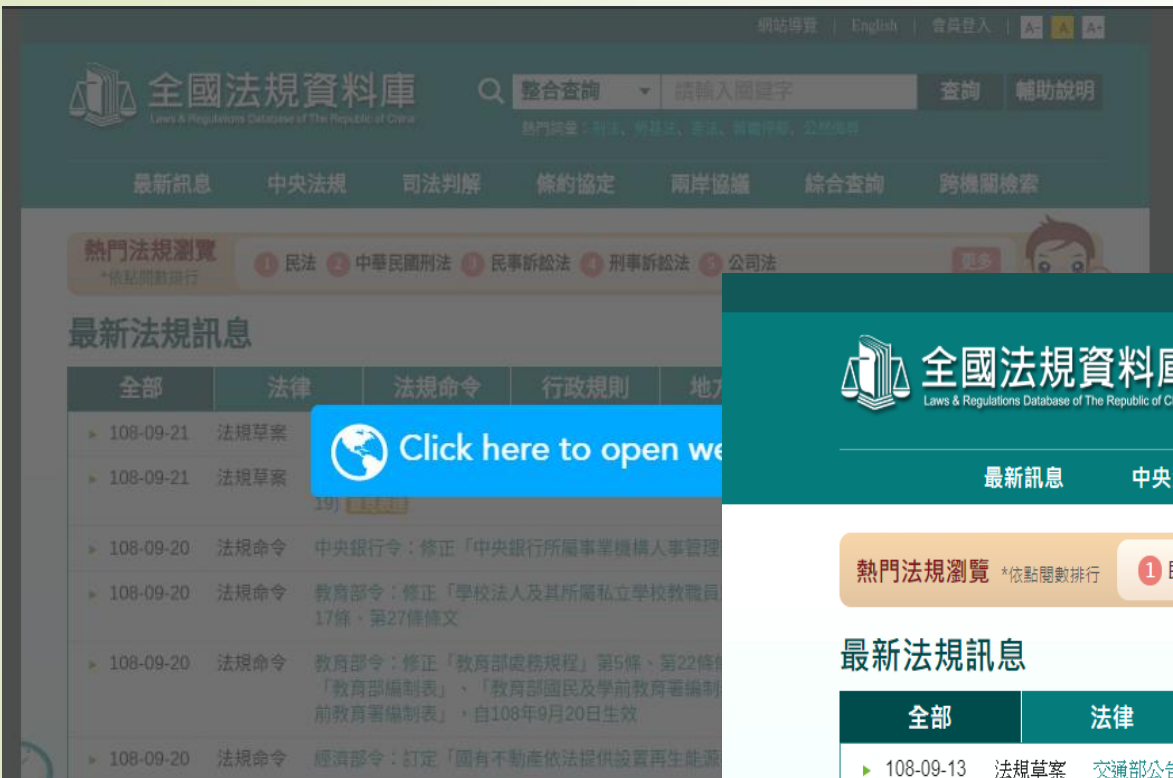 網站導覽 | English | 會員登入 | A- A A+
全國法規資料庫
Laws & Regulations Database of The Republic of China
整合查詢 請輸入關鍵字 查詢 輔助說明
熱門詞彙：刑法、勞基法、憲法、
最新訊息 中央法規 司法判解 條約協定 兩岸協議 綜合查詢 跨機關檢索
熱門法規瀏覽
*依點閱數排行
1 民法 2 中華民國刑法 3 民事訴訟法 4 刑事訴訟法 5 公司法 更多
最新法規訊息
全部 法律 法規命令 行政規則 地方
108-09-21 法規草案
Click here to open we
108-09-21 法規草案
19)
108-09-20 法規命令 中央銀行令：修正「中央銀行所屬事業機構人事管理
108-09-20 法規命令 教育部令：修正「學校法人及其所屬私立學校教職員
17條、第27條條文
108-09-20 法規命令 教育部令：修正「教育部處務規程」第5條、第22條
「教育部編制表」、「教育部國民及學前教育署編制
前教育署編制表」，自108年9月20日生效
108-09-20 法規命令 經濟部令：訂定「國有不動產依法提供設置再生能源
全國法規資料庫
Laws & Regulations Database of The Republic of C
最新訊息 中央
熱門法規瀏覽 *依點閱數排行 1
最新法規訊息
全部 法律
108-09-13 法規草案 交通部公告